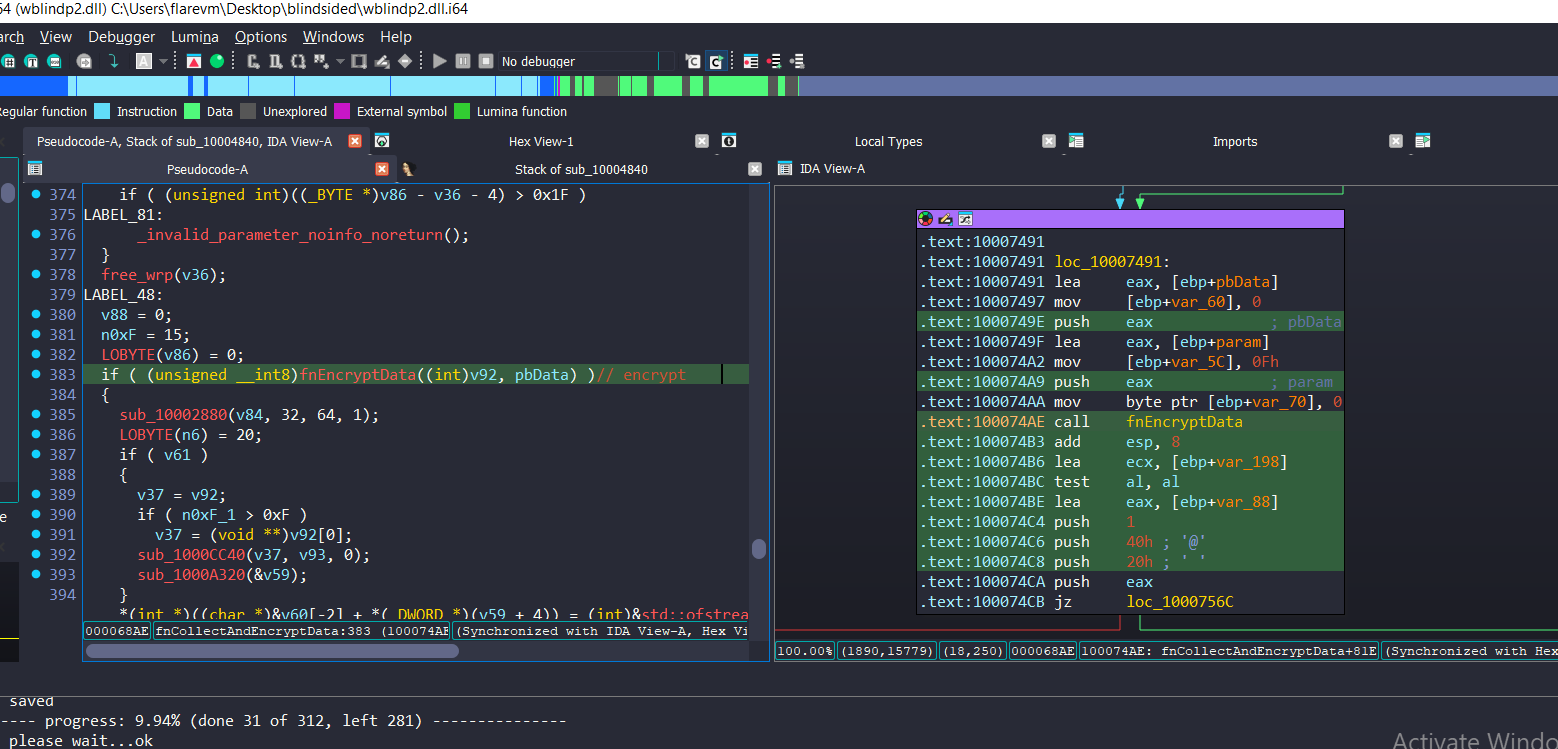 64 (wblindp2.dll) C:\Users\flarevm\Desktop\blindsided\wblindp2.dll.i64
arch View Debugger Lumina Options Windows Help
No debugger
Regular function Instruction Data Unexplored External symbol Lumina function
Pseudocode-A, Stack of sub_10004840, IDA View-A Hex View-1 Local Types Imports
Pseudocode-A Stack of sub_10004840 IDA View-A
374 if ( (unsigned int)((_BYTE *)v86 - v36 - 4) > 0x1F )
375 LABEL_81:
376 _invalid_parameter_noinfo_noreturn();
377 }
378 free_wrp(v36);
379 LABEL_48:
380 v88 = 0;
381 n0xF = 15;
382 LOBYTE(v86) = 0;
383 if ( (unsigned __int8)fnEncryptData((int)v92, pbData) )// encrypt
384 {
385 sub_10002880(v84, 32, 64, 1);
386 LOBYTE(n6) = 20;
387 if ( v61 )
388 {
389 v37 = v92;
390 if ( n0xF_1 > 0xF )
391 v37 = (void **)v92[0];
392 sub_1000CC40(v37, v93, 0);
393 sub_1000A320(&v59);
394 }
*(int *)((char *)&v60[-2] + *(_DWORD *)(v59 + 4)) = (int)&std::ofstrea
000068AE fnCollectAndEncryptData:383 (100074AE (Synchronized with IDA View-A, Hex Vi
.text:10007491
.text:10007491 loc_10007491:
.text:10007491 lea eax, [ebp+pbData]
.text:10007497 mov [ebp+var_60], 0
.text:1000749E push eax ; pbData
.text:1000749F lea eax, [ebp+param]
.text:100074A2 mov [ebp+var_5C], 0Fh
.text:100074A9 push eax ; param
.text:100074AA mov byte ptr [ebp+var_70], 0
.text:100074AE call fnEncryptData
.text:100074B3 add esp, 8
.text:100074B6 lea ecx, [ebp+var_198]
.text:100074BC test al, al
.text:100074BE lea eax, [ebp+var_88]
.text:100074C4 push 1
.text:100074C6 push 40h ; '@'
.text:100074C8 push 20h ; ' '
.text:100074CA push eax
.text:100074CB jz loc_1000756C
100.00% (1890,15779) (18,250) 000068AE 100074AE: fnCollectAndEncryptData+81E (Synchronized with Hex
saved
---- progress: 9.94% (done 31 of 312, left 281) ---------------
please wait...ok
Activate Windo